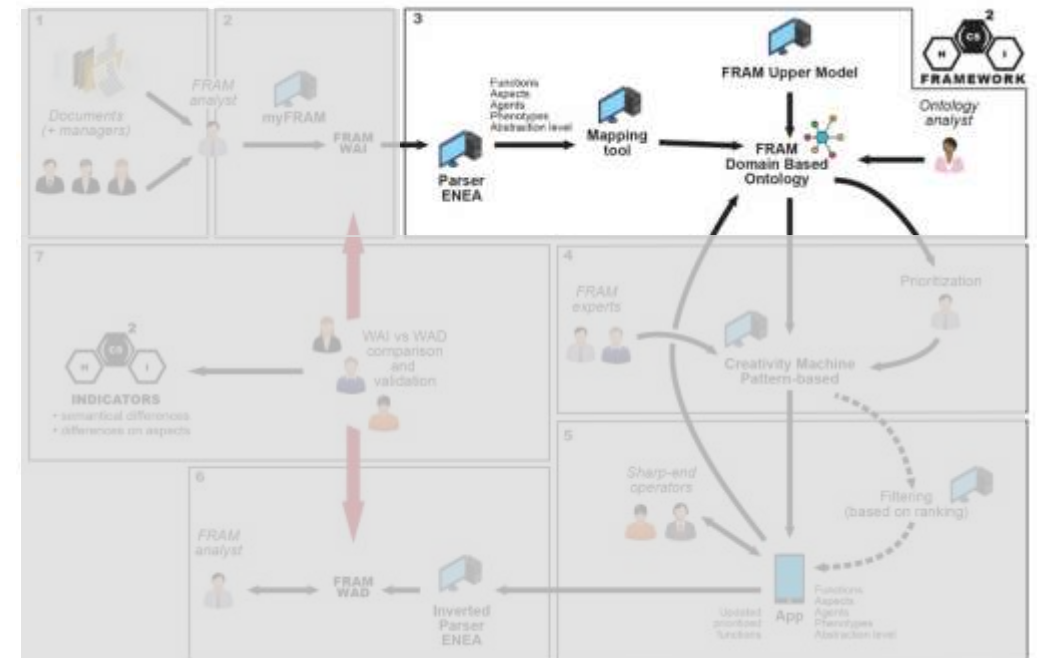 1
Documents
(+ managers)
2
FRAM
analyst
myFRAM
FRAM
WAI
3
Parser
ENEA
Functions
Aspects
Agents
Phenotypes
Abstraction level
Mapping
tool
FRAM Upper Model
FRAM
Domain Based
Ontology
2
H
CS
I
FRAMEWORK
Ontology
analyst
7
2
H
CS
I
INDICATORS
• semantical differences
• differences on aspects
WAI vs WAD
comparison
and
validation
4
FRAM
experts
Prioritization
Creativity Machine
Pattern-based
5
Sharp-end
operators
Filtering
(based on ranking)
Updated
prioritized
functions
App
Functions
Aspects
Agents
Phenotypes
Abstraction level
6
FRAM
analyst
FRAM
WAD
Inverted
Parser
ENEA